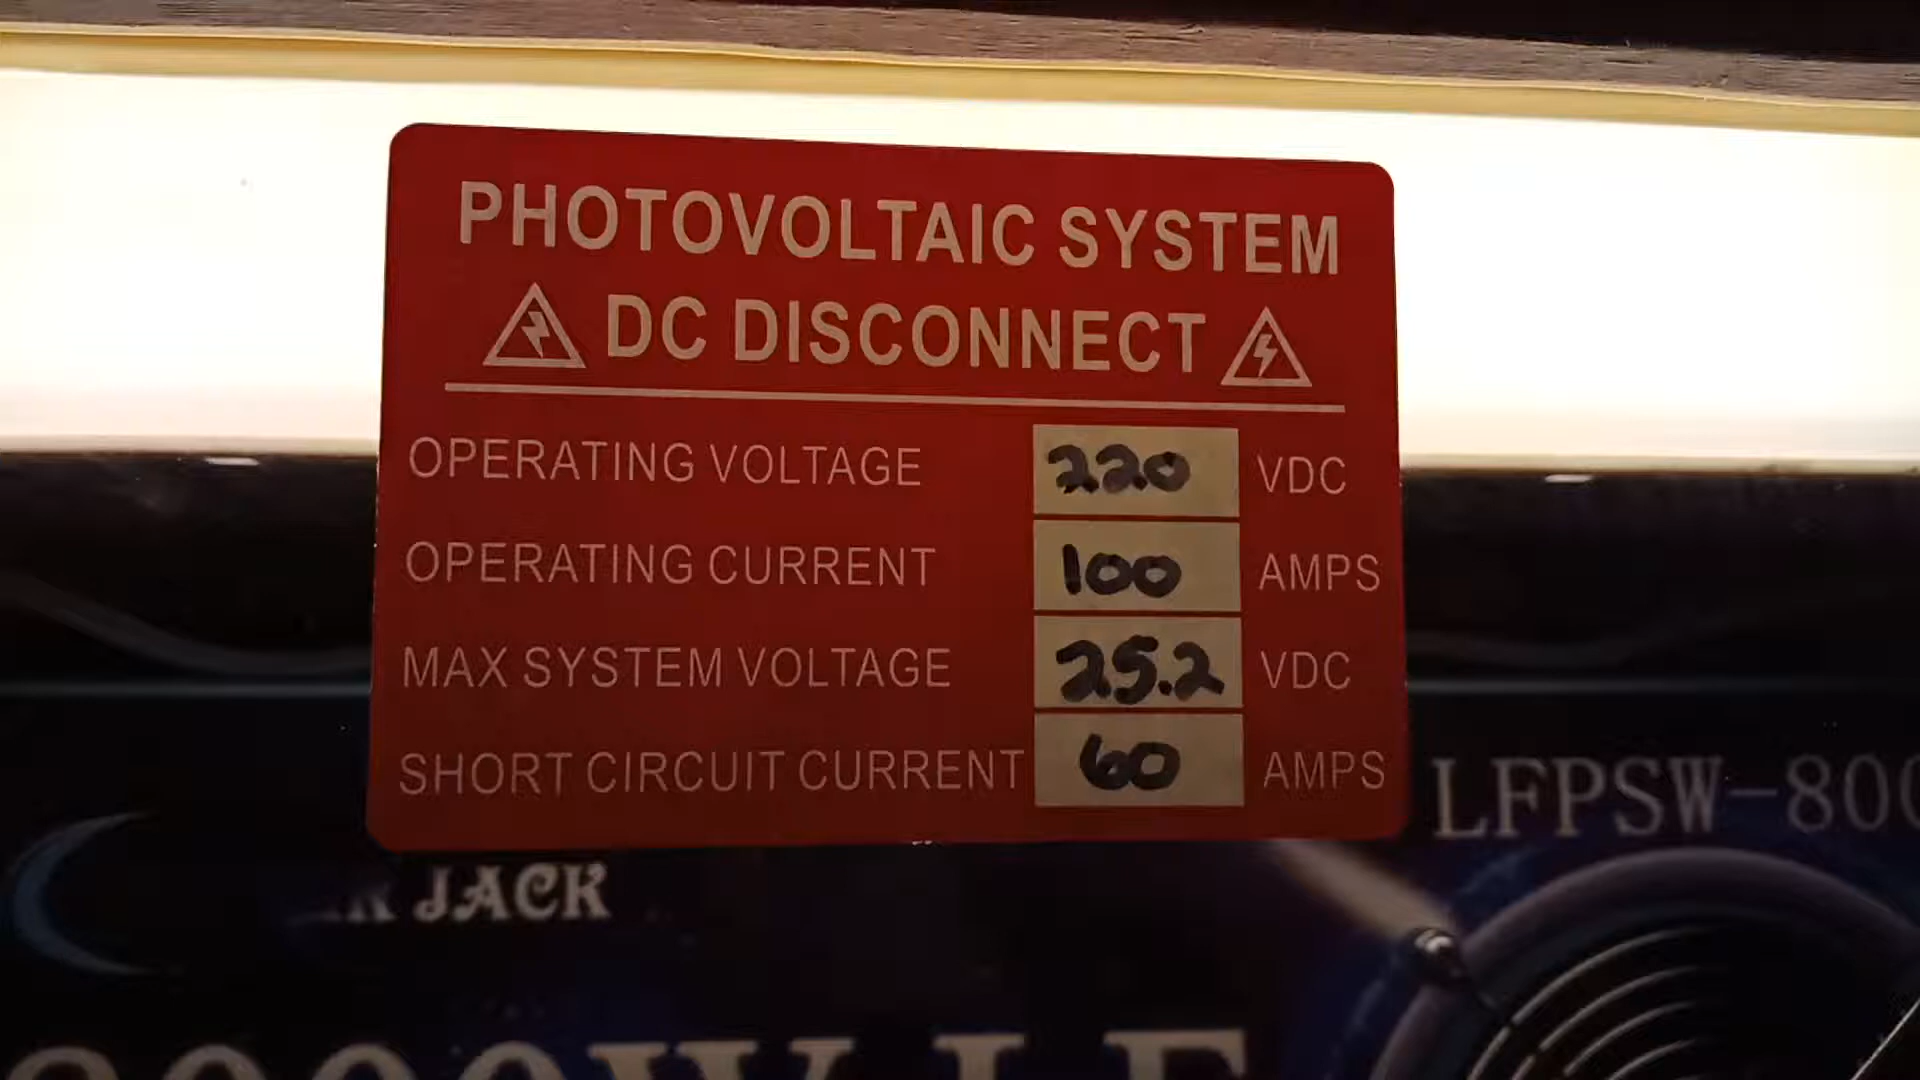 PHOTOVOLTAIC SYSTEM
DC DISCONNECT
OPERATING VOLTAGE 220 VDC
OPERATING CURRENT 100 AMPS
MAX SYSTEM VOLTAGE 25.2 VDC
SHORT CIRCUIT CURRENT 60 AMPS
LFPSW-800
JACK